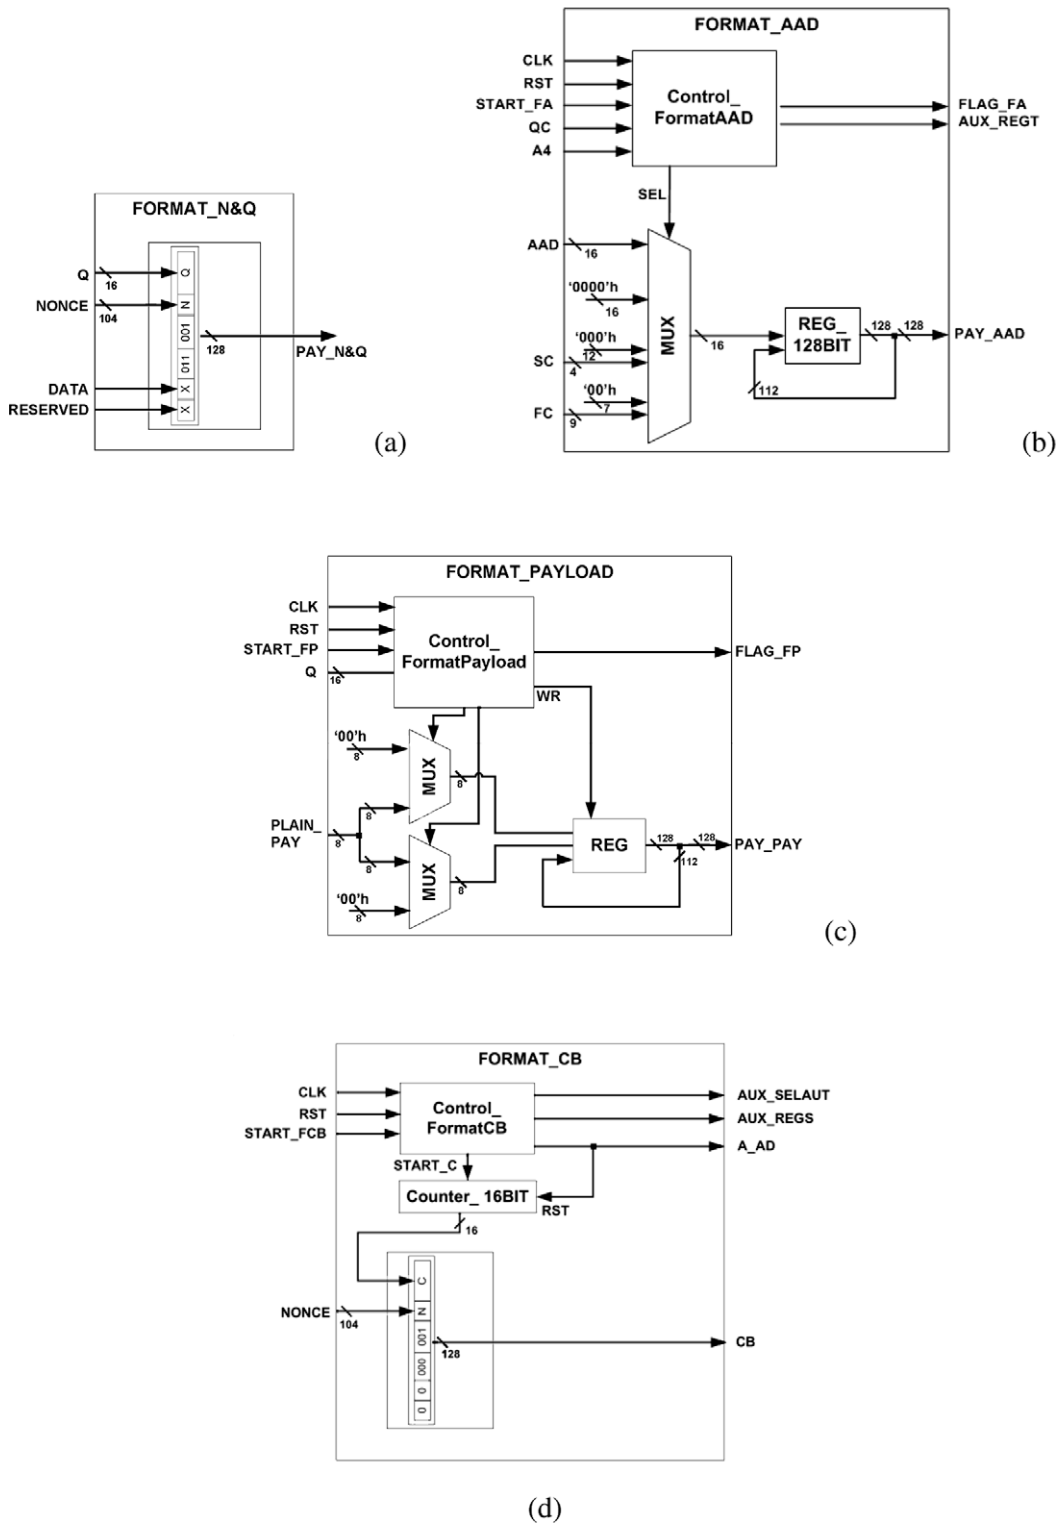 FORMAT_N&Q
Q
16
Q
NONCE
104
N
001
128
PAY_N&Q
011
DATA
X
RESERVED
X
(a)
FORMAT_AAD
CLK
RST
START_FA
QC
A4
Control_
FormatAAD
FLAG_FA
AUX_REGT
SEL
AAD
16
'0000'h
16
'000'h
12
SC
4
'00'h
7
FC
9
MUX
16
REG_
128BIT
128
128
PAY_AAD
112
(b)
FORMAT_PAYLOAD
CLK
RST
START_FP
Q
16
Control_
FormatPayload
FLAG_FP
WR
'00'h
8
MUX
8
8
PLAIN_
PAY
8
8
MUX
8
'00'h
8
REG
128
128
PAY_PAY
112
(c)
FORMAT_CB
CLK
RST
START_FCB
Control_
FormatCB
AUX_SELAUT
AUX_REGS
A_AD
START_C
Counter_ 16BIT
RST
16
C
NONCE
104
N
001
128
CB
000
0
0
(d)